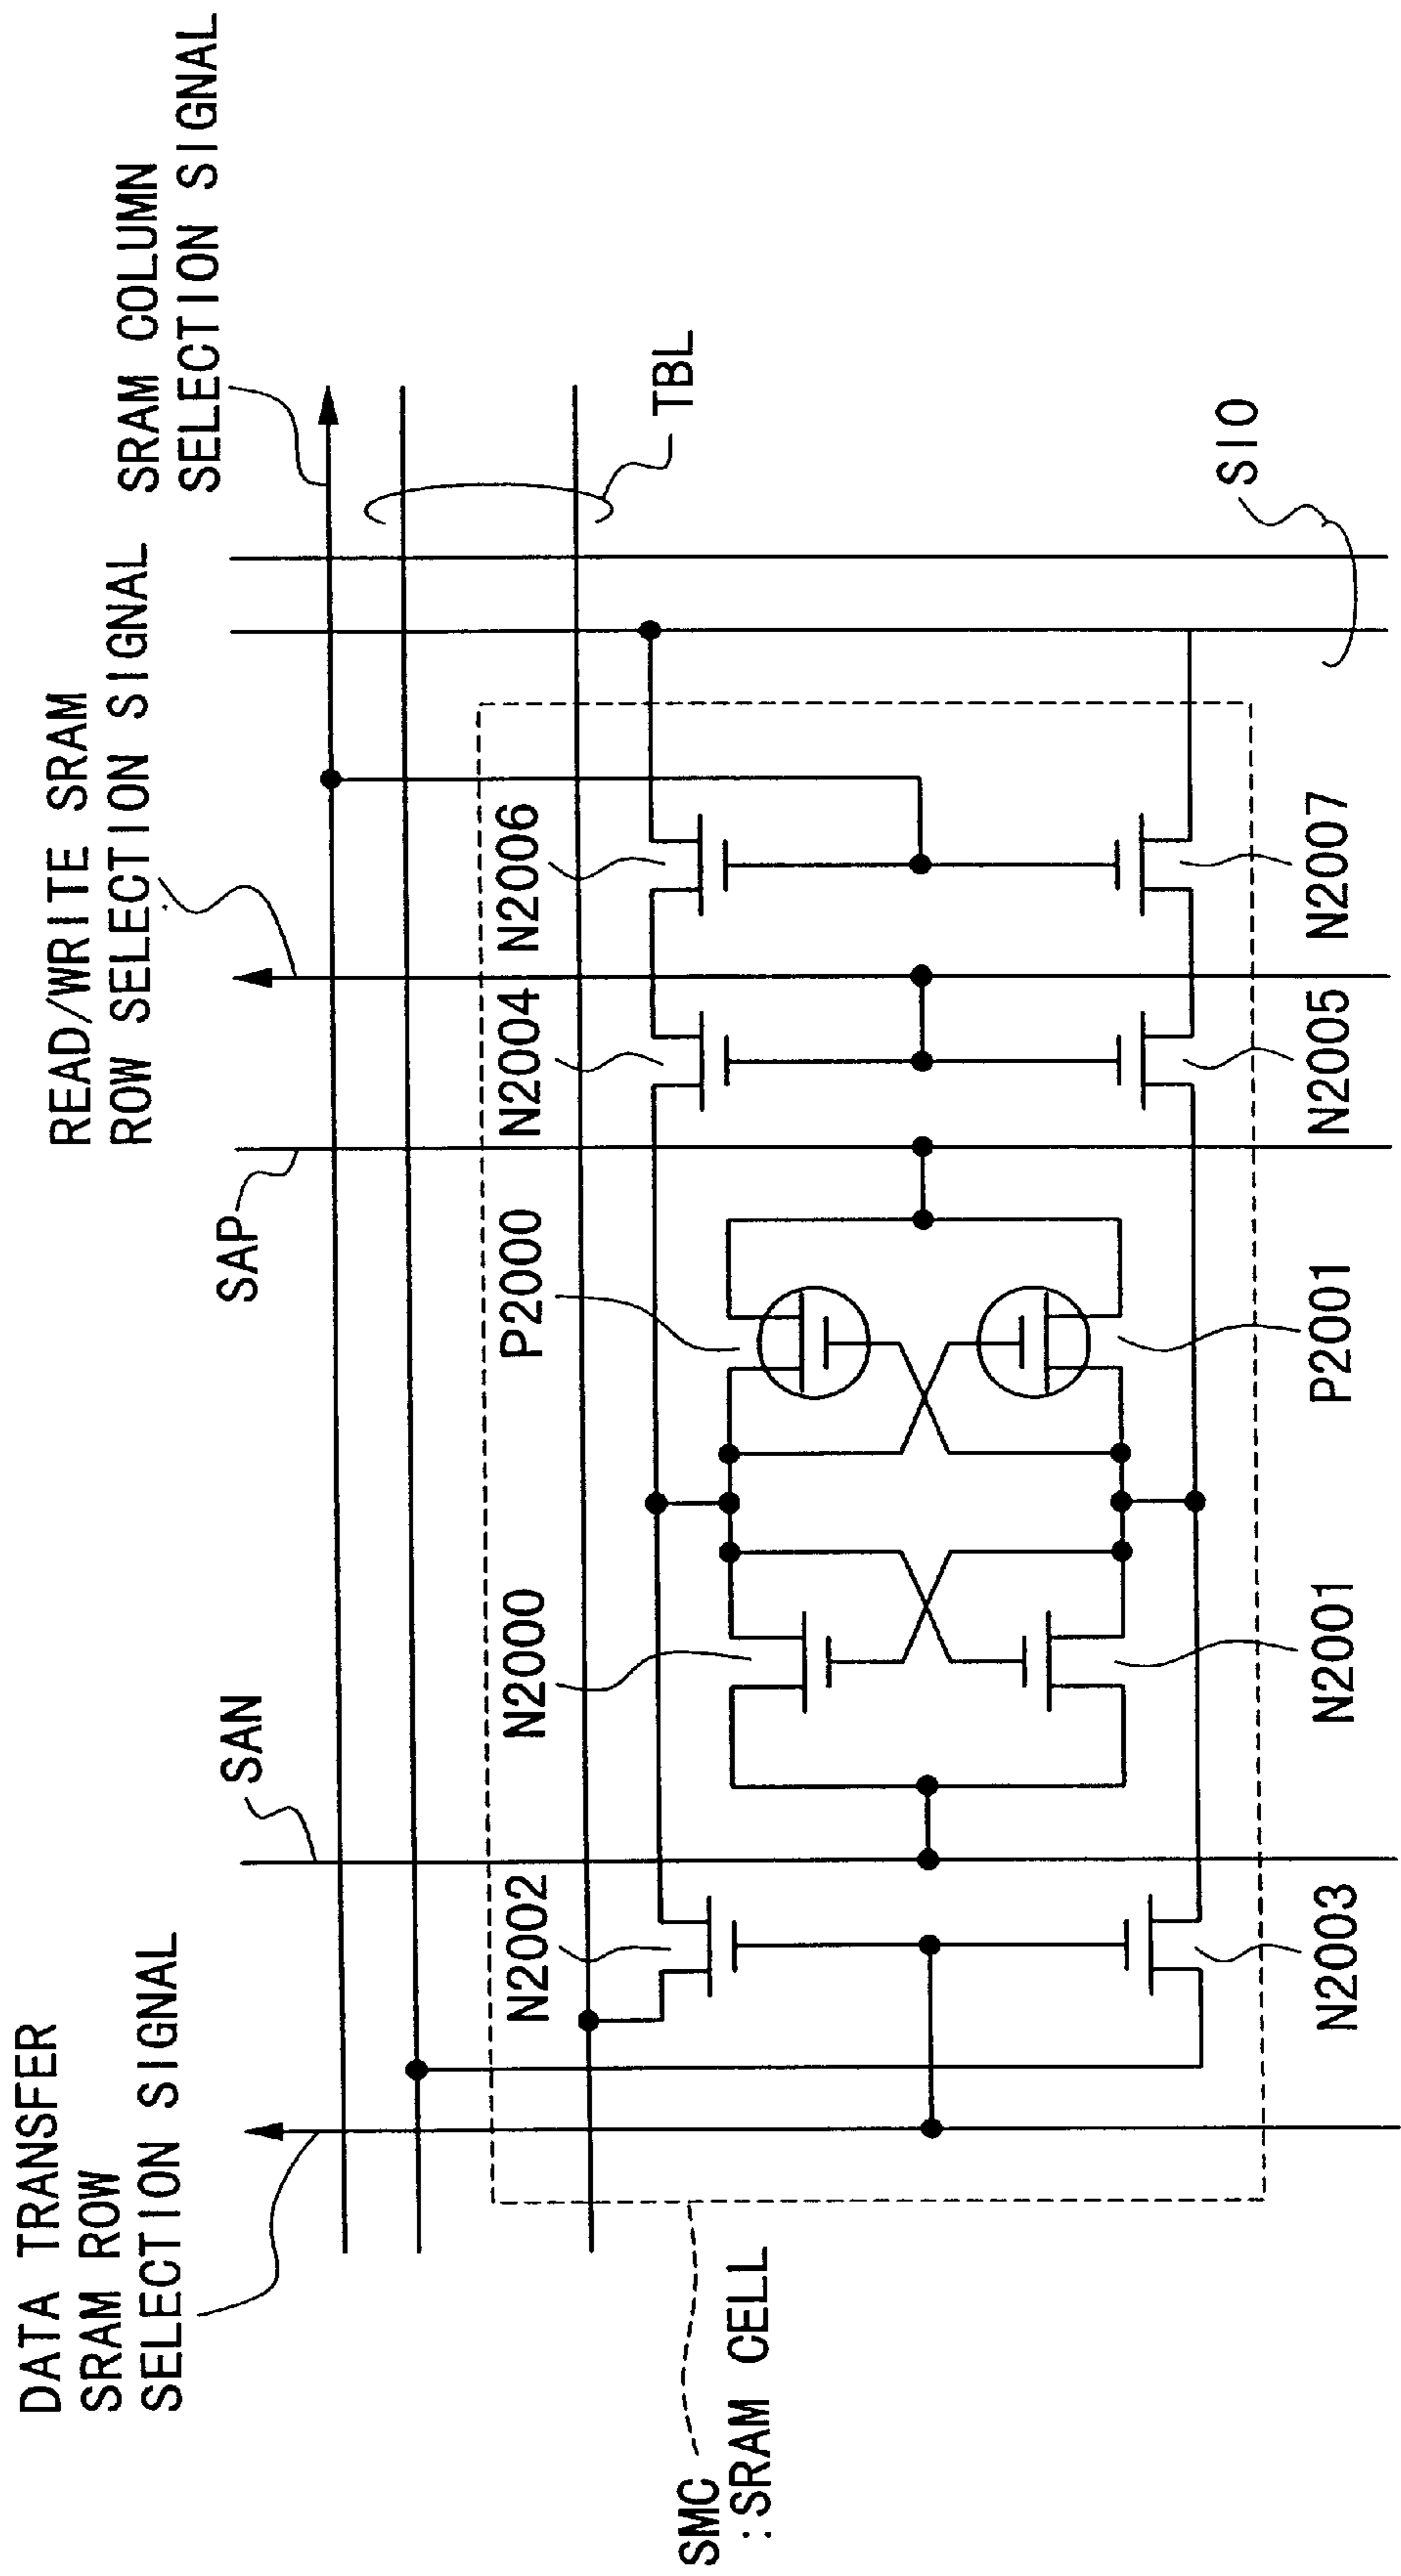 DATA TRANSFER
SRAM ROW
SELECTION SIGNAL
SAN
SAP
READ/WRITE SRAM
ROW SELECTION SIGNAL
SRAM COLUMN
SELECTION SIGNAL
TBL
N2002
N2000
P2000
N2004
N2006
SMC
:SRAM CELL
N2003
N2001
P2001
N2005
N2007
SIO